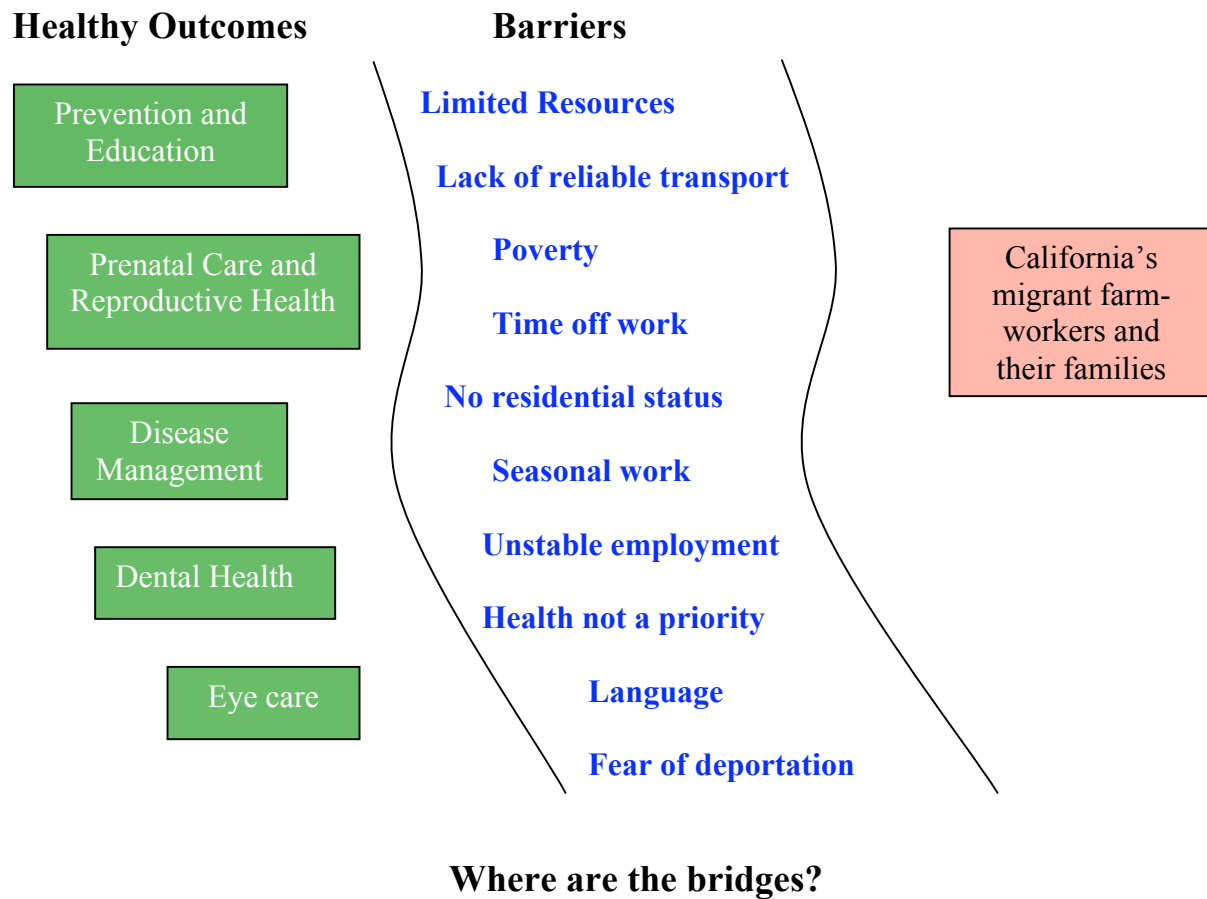 Healthy Outcomes
Barriers
Prevention and
Education
Prenatal Care and
Reproductive Health
Disease
Management
Dental Health
Eye care
Limited Resources
Lack of reliable transport
Poverty
Time off work
No residential status
Seasonal work
Unstable employment
Health not a priority
Language
Fear of deportation
California’s
migrant farm-
workers and
their families
Where are the bridges?